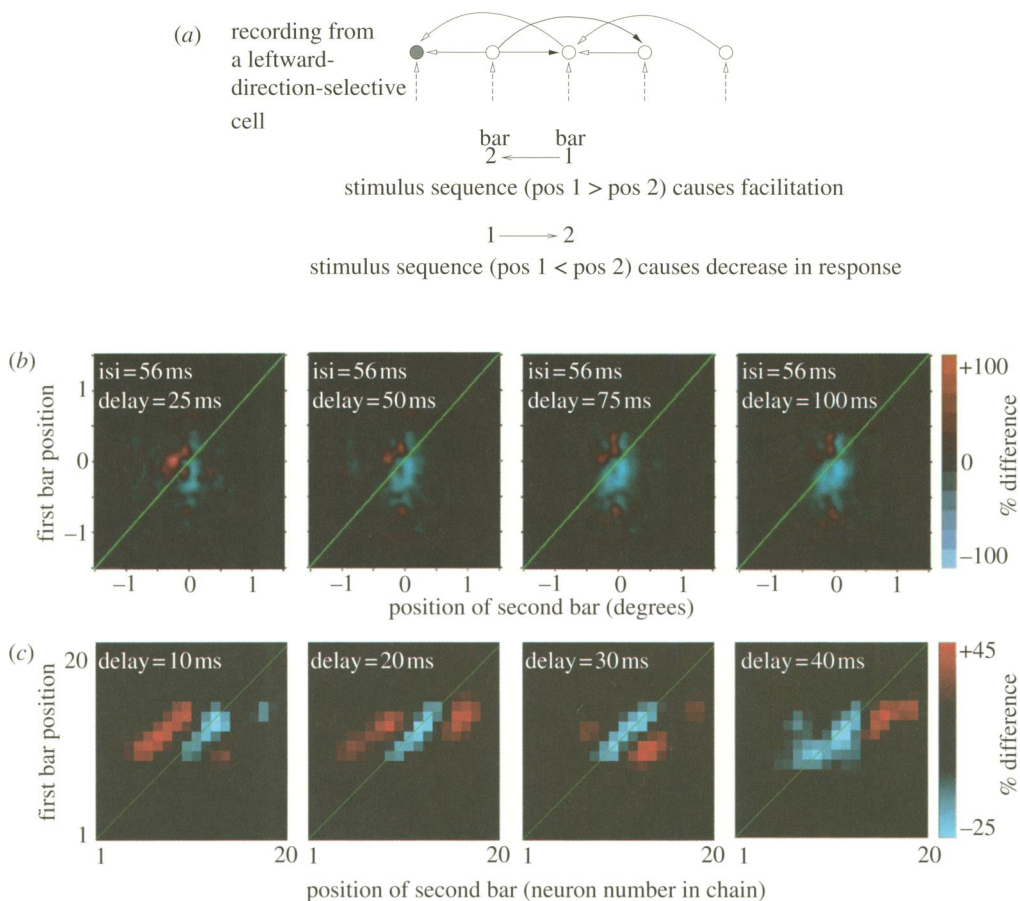 (a) recording from
a leftward-
direction-selective
cell
bar bar
2 1
stimulus sequence (pos 1 > pos 2) causes facilitation
1 2
stimulus sequence (pos 1 < pos 2) causes decrease in response
(b)
isi=56 ms
delay=25 ms
isi=56 ms
delay=50 ms
isi=56 ms
delay=75 ms
isi=56 ms
delay=100 ms
first bar position
1
0
−1
−1 0 1
−1 0 1
−1 0 1
−1 0 1
position of second bar (degrees)
+100
0
−100
% difference
(c)
delay=10 ms
delay=20 ms
delay=30 ms
delay=40 ms
first bar position
20
1
1 20
1 20
1 20
1 20
position of second bar (neuron number in chain)
+45
−25
% difference